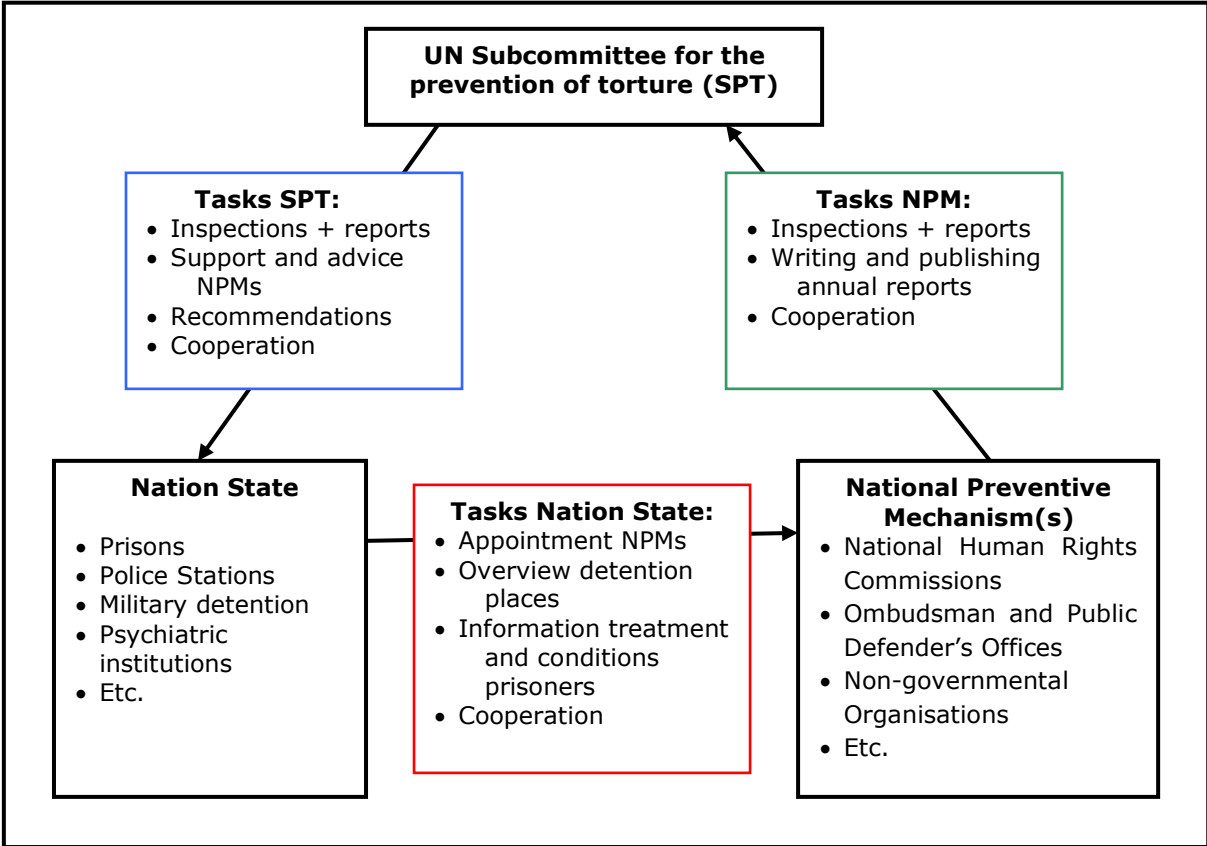 UN Subcommittee for the
prevention of torture (SPT)
Tasks SPT:
• Inspections + reports
• Support and advice
NPMs
• Recommendations
• Cooperation
Tasks NPM:
• Inspections + reports
• Writing and publishing
annual reports
• Cooperation
Nation State
• Prisons
• Police Stations
• Military detention
• Psychiatric
institutions
• Etc.
Tasks Nation State:
• Appointment NPMs
• Overview detention
places
• Information treatment
and conditions
prisoners
• Cooperation
National Preventive
Mechanism(s)
• National Human Rights
Commissions
• Ombudsman and Public
Defender’s Offices
• Non-governmental
Organisations
• Etc.